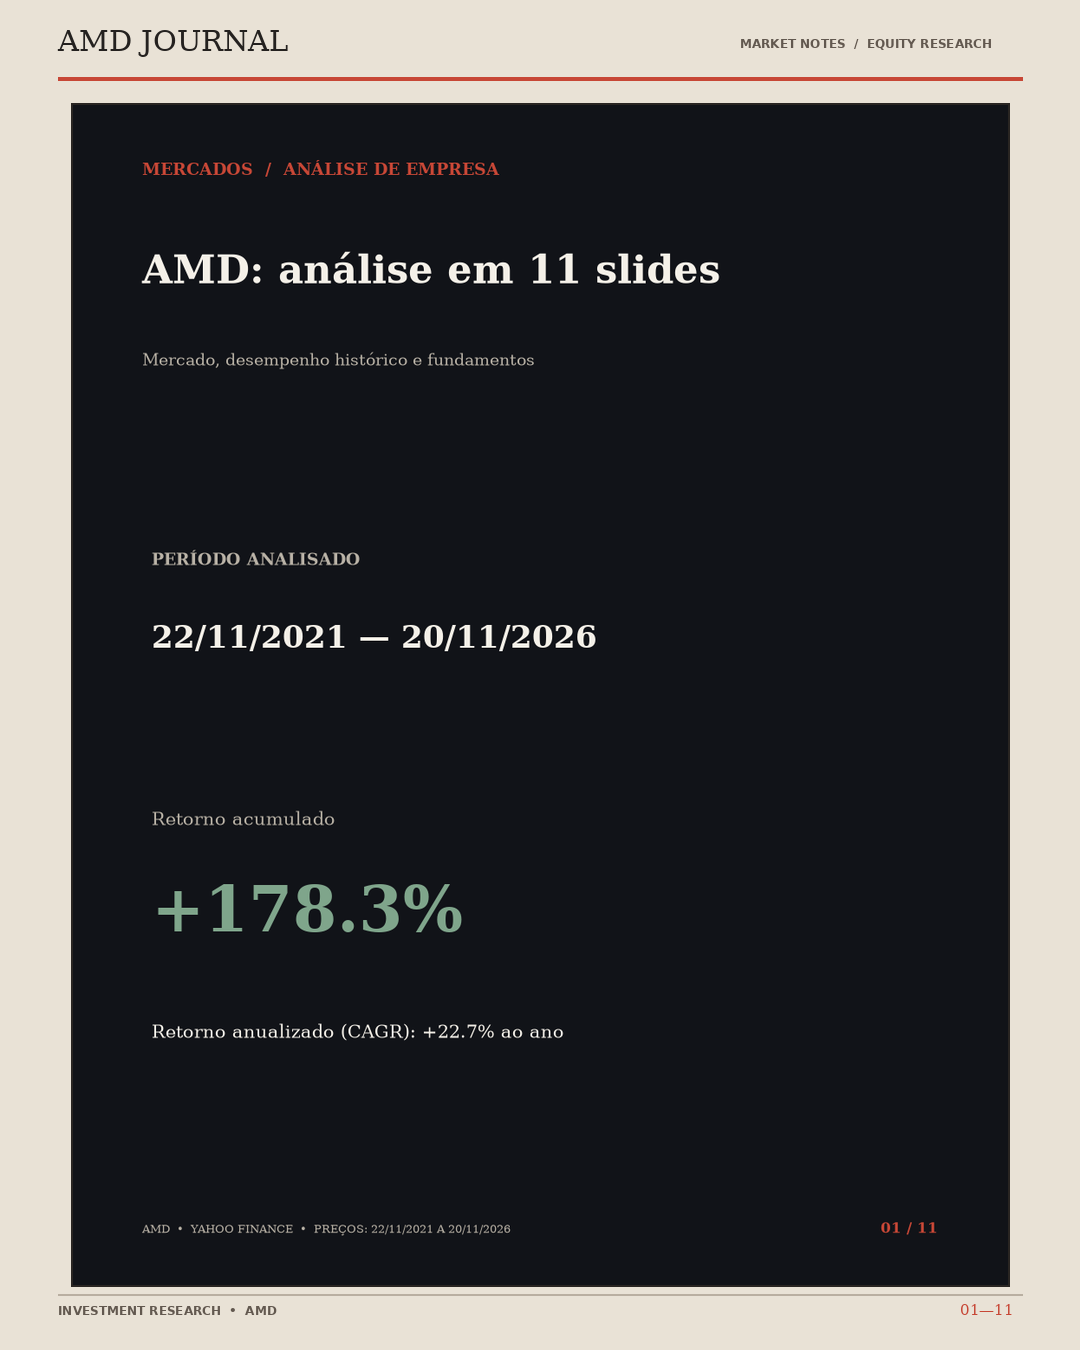 AMD JOURNAL
MARKET NOTES / EQUITY RESEARCH
MERCADOS / ANÁLISE DE EMPRESA
AMD: análise em 11 slides
Mercado, desempenho histórico e fundamentos
PERÍODO ANALISADO
22/11/2021 — 20/11/2026
Retorno acumulado
+178.3%
Retorno anualizado (CAGR): +22.7% ao ano
AMD • YAHOO FINANCE • PREÇOS: 22/11/2021 A 20/11/2026
01 / 11
INVESTMENT RESEARCH • AMD
01—11